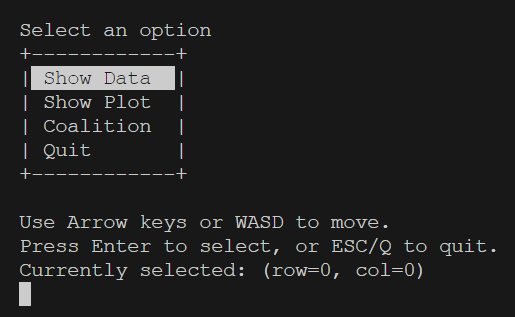 Select an option
+------------+
| Show Data  |
| Show Plot  |
| Coalition  |
| Quit       |
+------------+
Use Arrow keys or WASD to move.
Press Enter to select, or ESC/Q to quit.
Currently selected: (row=0, col=0)